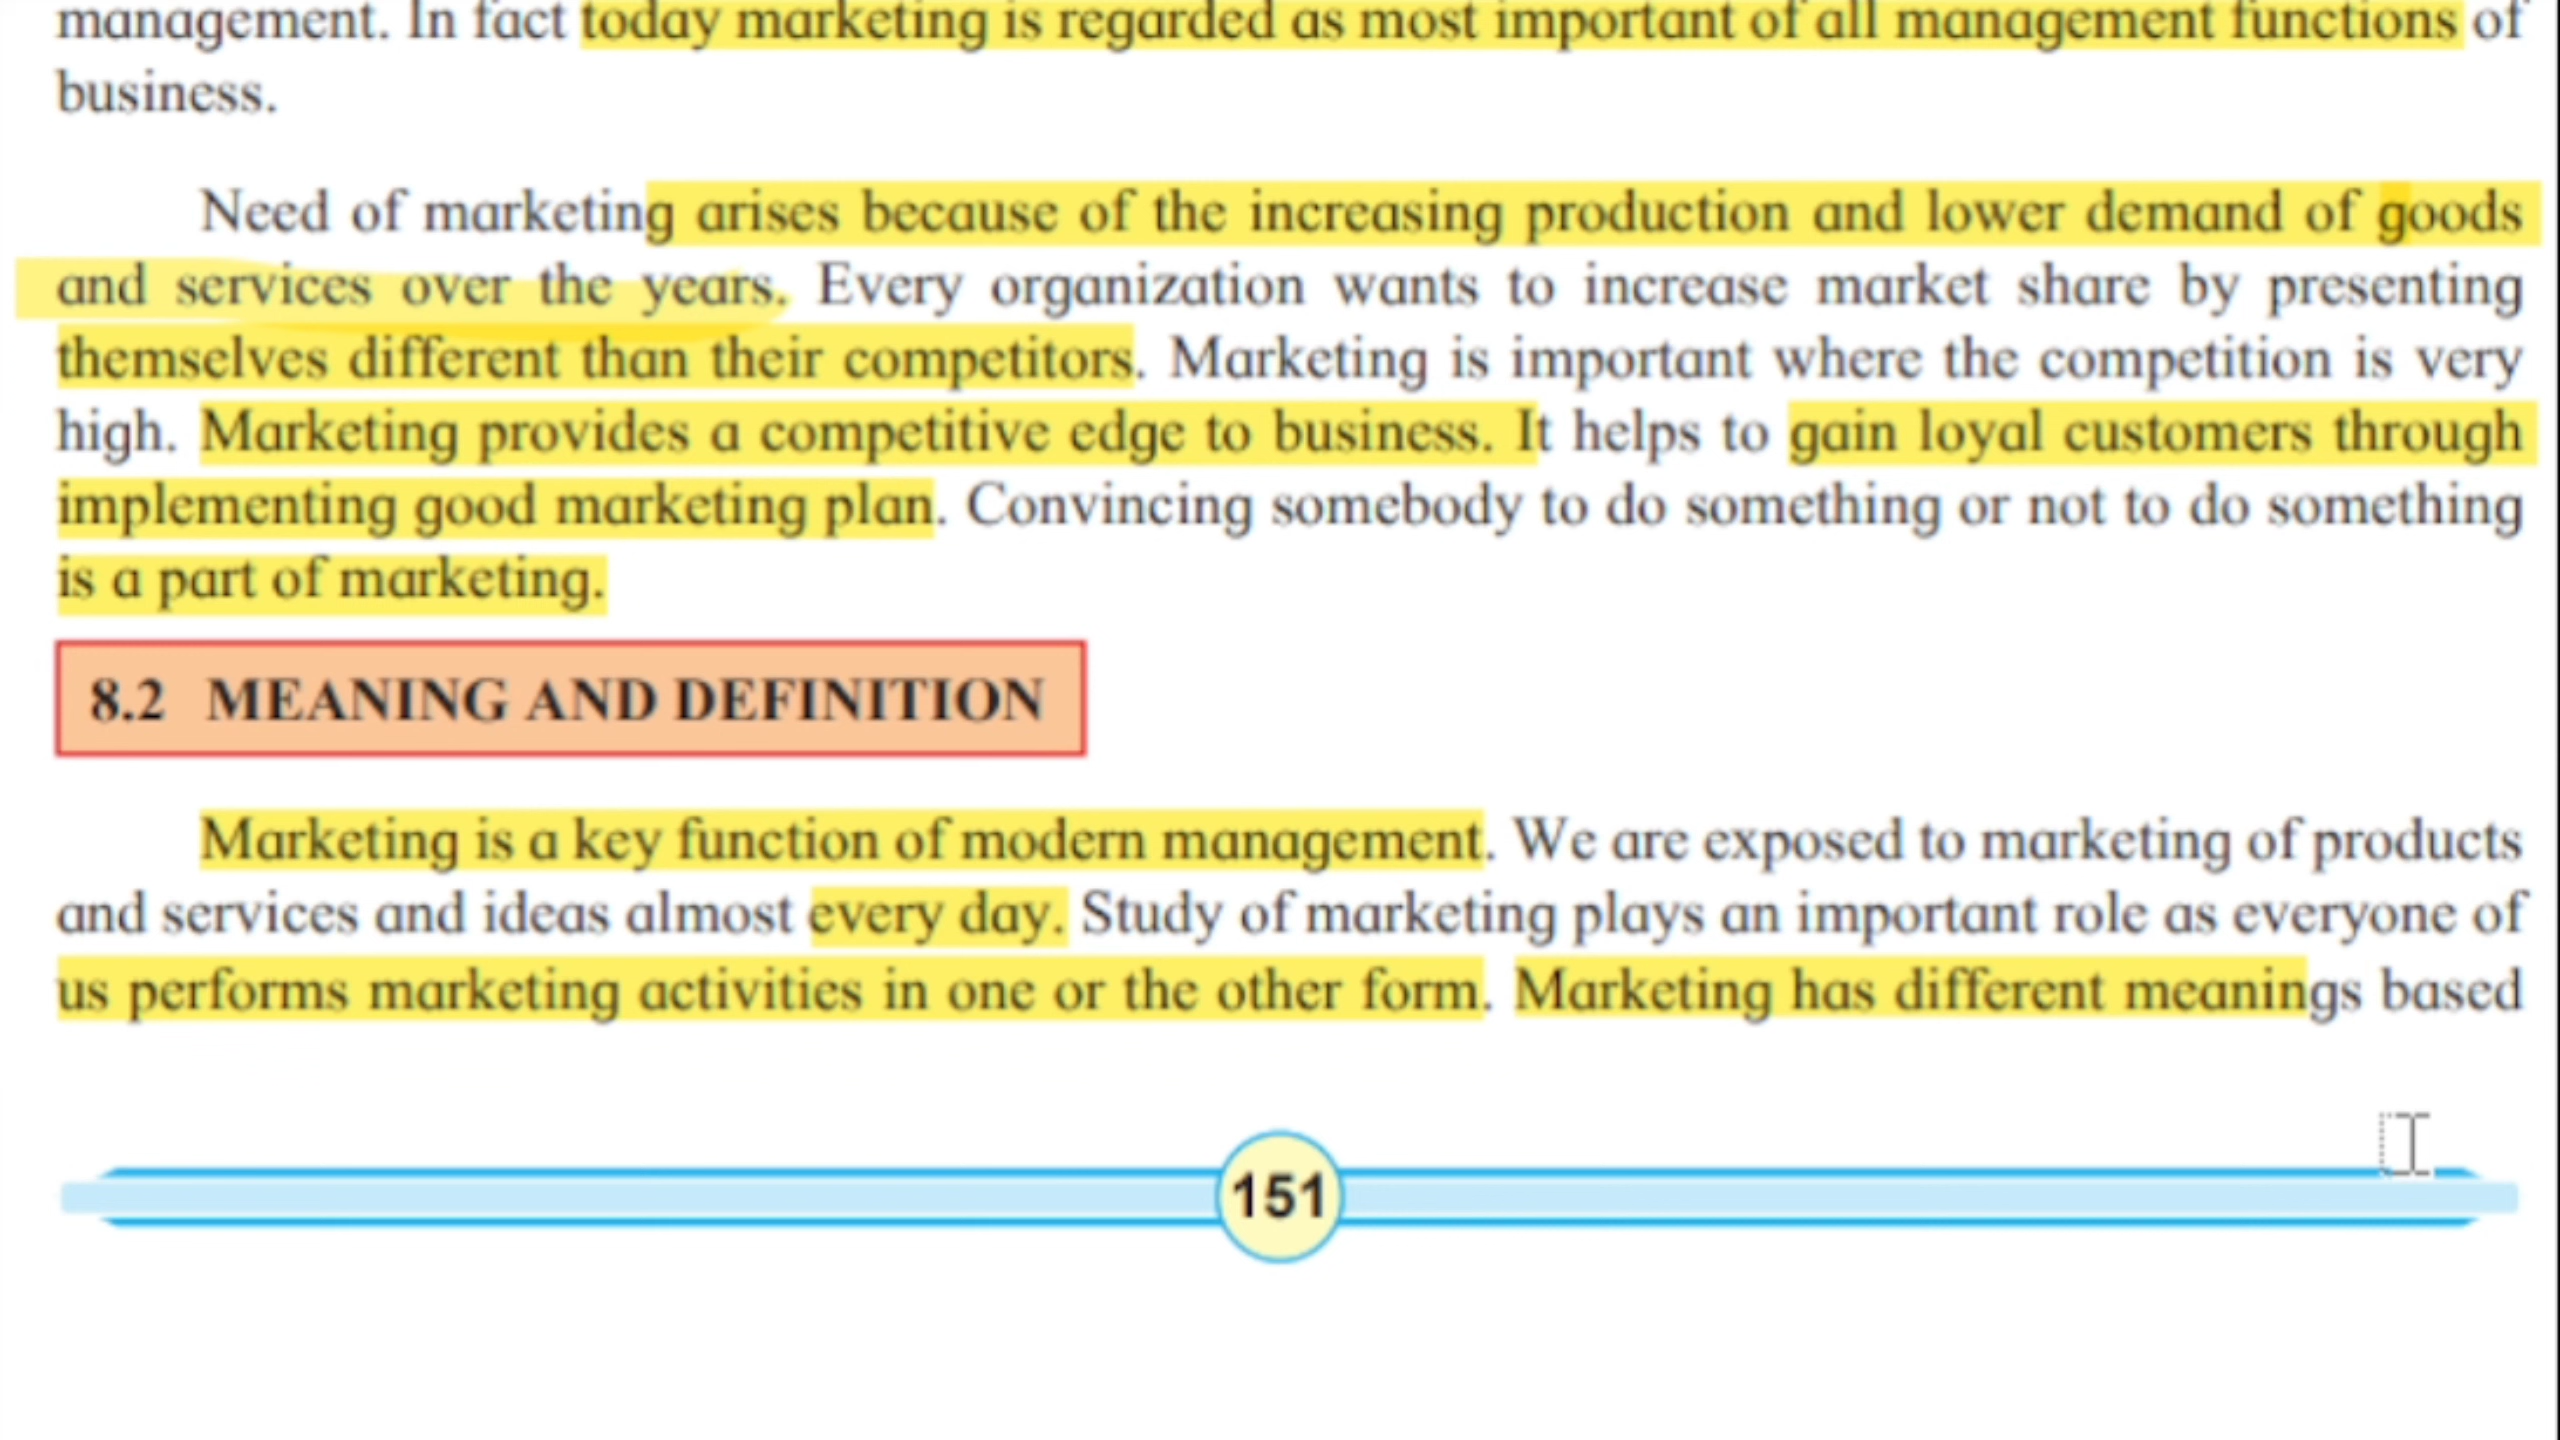 management. In fact today marketing is regarded as most important of all management functions of
business.
Need of marketing arises because of the increasing production and lower demand of goods
and services over the years. Every organization wants to increase market share by presenting
themselves different than their competitors. Marketing is important where the competition is very
high. Marketing provides a competitive edge to business. It helps to gain loyal customers through
implementing good marketing plan. Convincing somebody to do something or not to do something
is a part of marketing.
8.2 MEANING AND DEFINITION
Marketing is a key function of modern management. We are exposed to marketing of products
and services and ideas almost every day. Study of marketing plays an important role as everyone of
us performs marketing activities in one or the other form. Marketing has different meanings based
151